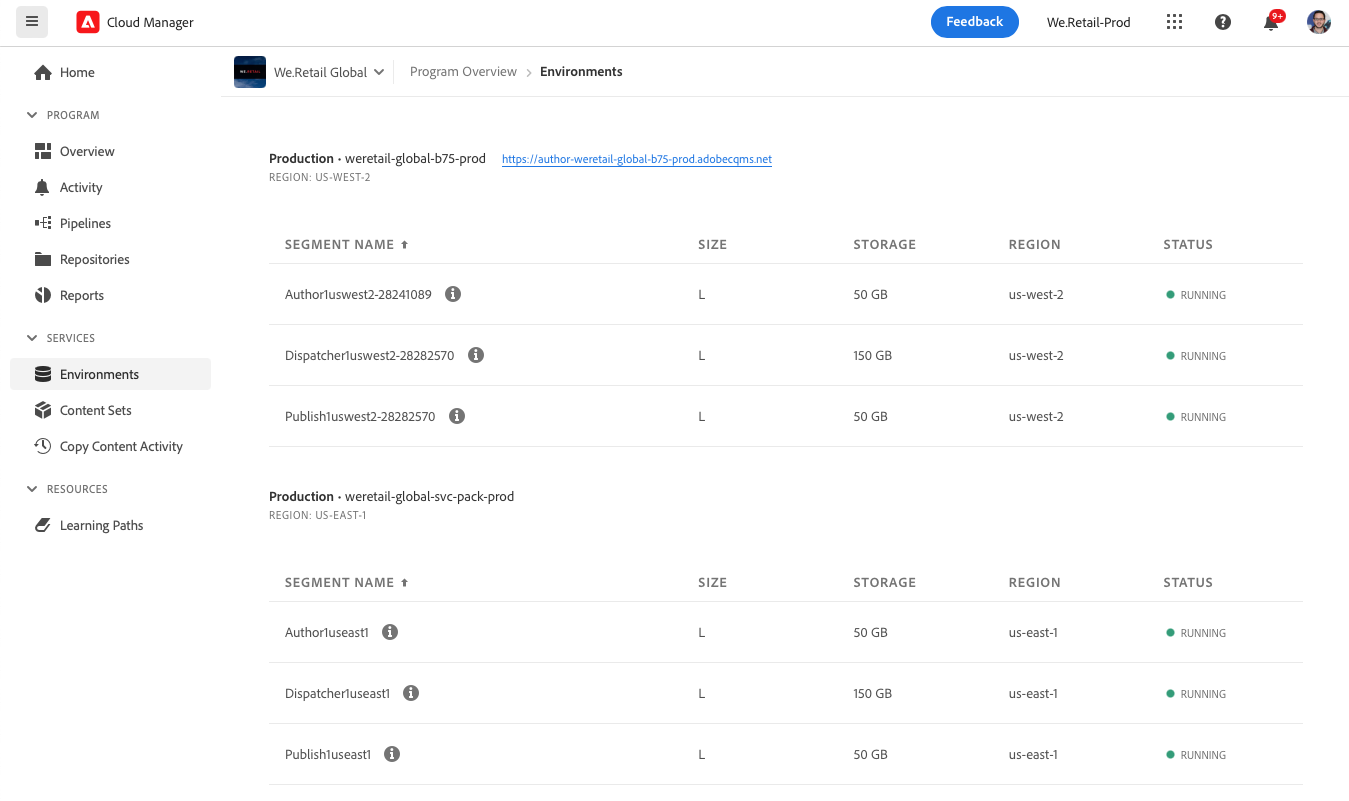 Cloud Manager
Feedback
We.Retail-Prod
9+
Home
PROGRAM
Overview
Activity
Pipelines
Repositories
Reports
SERVICES
Environments
Content Sets
Copy Content Activity
RESOURCES
Learning Paths
We.Retail Global
Program Overview > Environments
Production • weretail-global-b75-prod https://author-weretail-global-b75-prod.adobecqms.net
REGION: US-WEST-2
SEGMENT NAME SIZE STORAGE REGION STATUS
Author1uswest2-28241089 L 50 GB us-west-2 RUNNING
Dispatcher1uswest2-28282570 L 150 GB us-west-2 RUNNING
Publish1uswest2-28282570 L 50 GB us-west-2 RUNNING
Production • weretail-global-svc-pack-prod
REGION: US-EAST-1
SEGMENT NAME SIZE STORAGE REGION STATUS
Author1useast1 L 50 GB us-east-1 RUNNING
Dispatcher1useast1 L 150 GB us-east-1 RUNNING
Publish1useast1 L 50 GB us-east-1 RUNNING